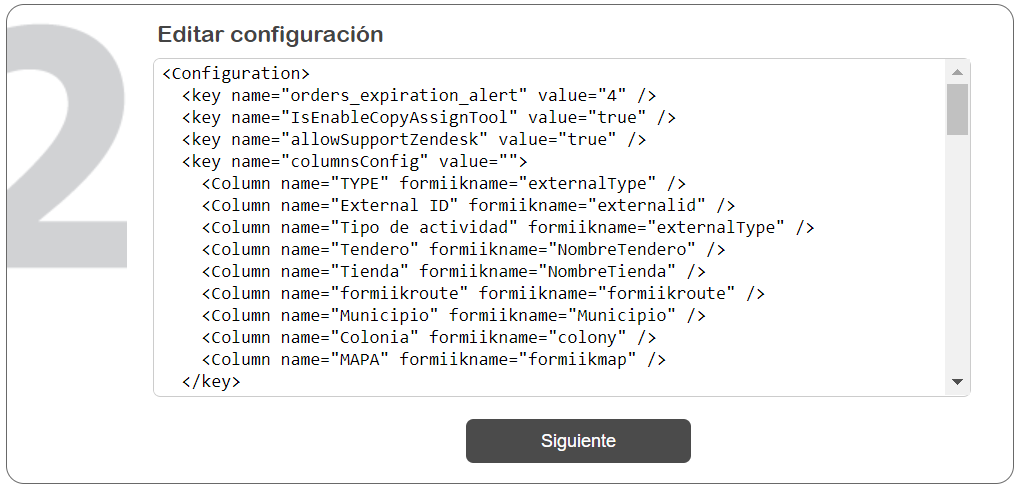 2
Editar configuración
<Configuration>
  <key name="orders_expiration_alert" value="4" />
  <key name="IsEnableCopyAssignTool" value="true" />
  <key name="allowSupportZendesk" value="true" />
  <key name="columnsConfig" value="">
    <Column name="TYPE" formiikname="externalType" />
    <Column name="External ID" formiikname="externalid" />
    <Column name="Tipo de actividad" formiikname="externalType" />
    <Column name="Tendero" formiikname="NombreTendero" />
    <Column name="Tienda" formiikname="NombreTienda" />
    <Column name="formiikroute" formiikname="formiikroute" />
    <Column name="Municipio" formiikname="Municipio" />
    <Column name="Colonia" formiikname="colony" />
    <Column name="MAPA" formiikname="formiikmap" />
  </key>
Siguiente